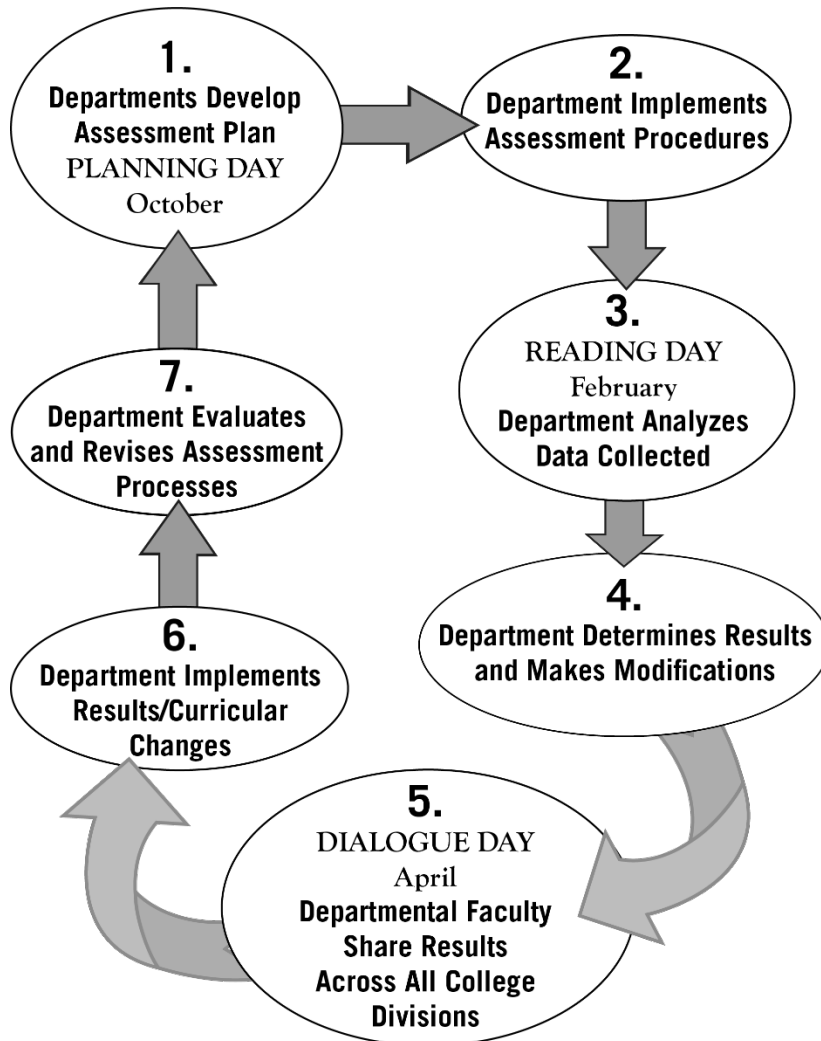 1.
Departments Develop
Assessment Plan
PLANNING DAY
October
2.
Department Implements
Assessment Procedures
3.
READING DAY
February
Department Analyzes
Data Collected
4.
Department Determines Results
and Makes Modifications
5.
DIALOGUE DAY
April
Departmental Faculty
Share Results
Across All College
Divisions
6.
Department Implements
Results/Curricular
Changes
7.
Department Evaluates
and Revises Assessment
Processes